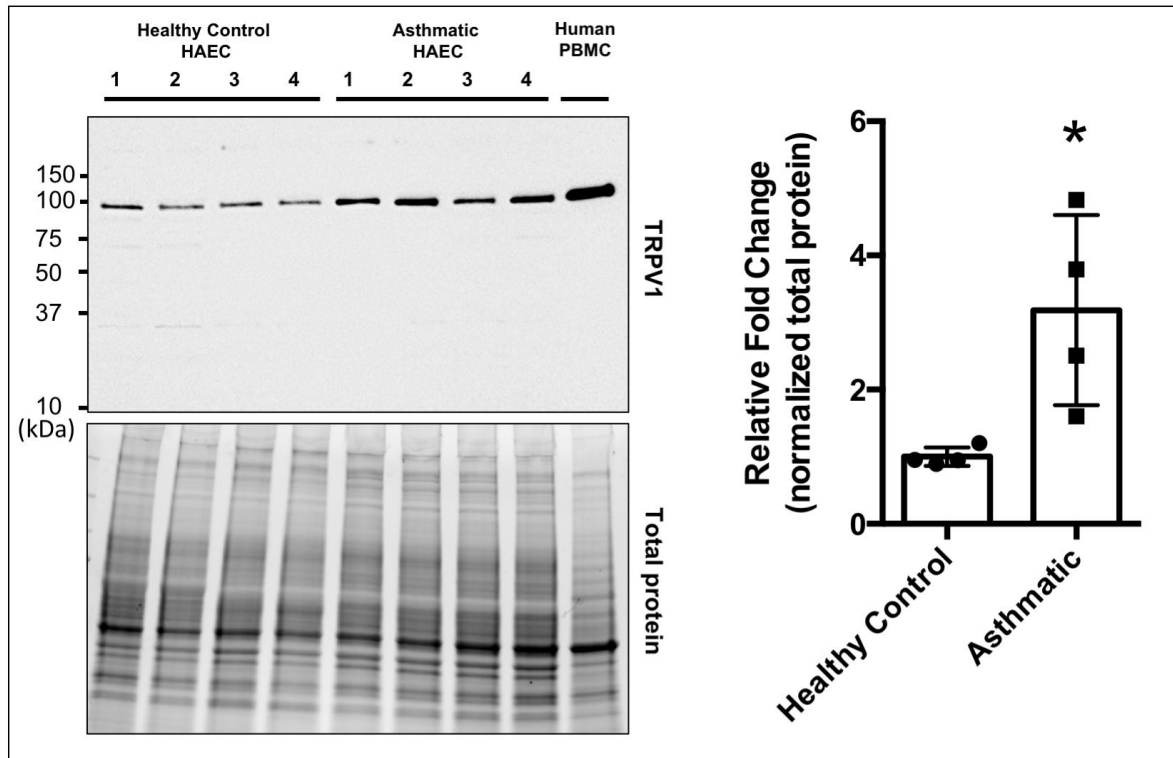 Healthy Control
HAEC
Asthmatic
HAEC
Human
PBMC
1 2 3 4 1 2 3 4
150
100
75
50
37
10
(kDa)
TRPV1
Total protein
Relative Fold Change
(normalized total protein)
6
4
2
0
*
Healthy Control
Asthmatic